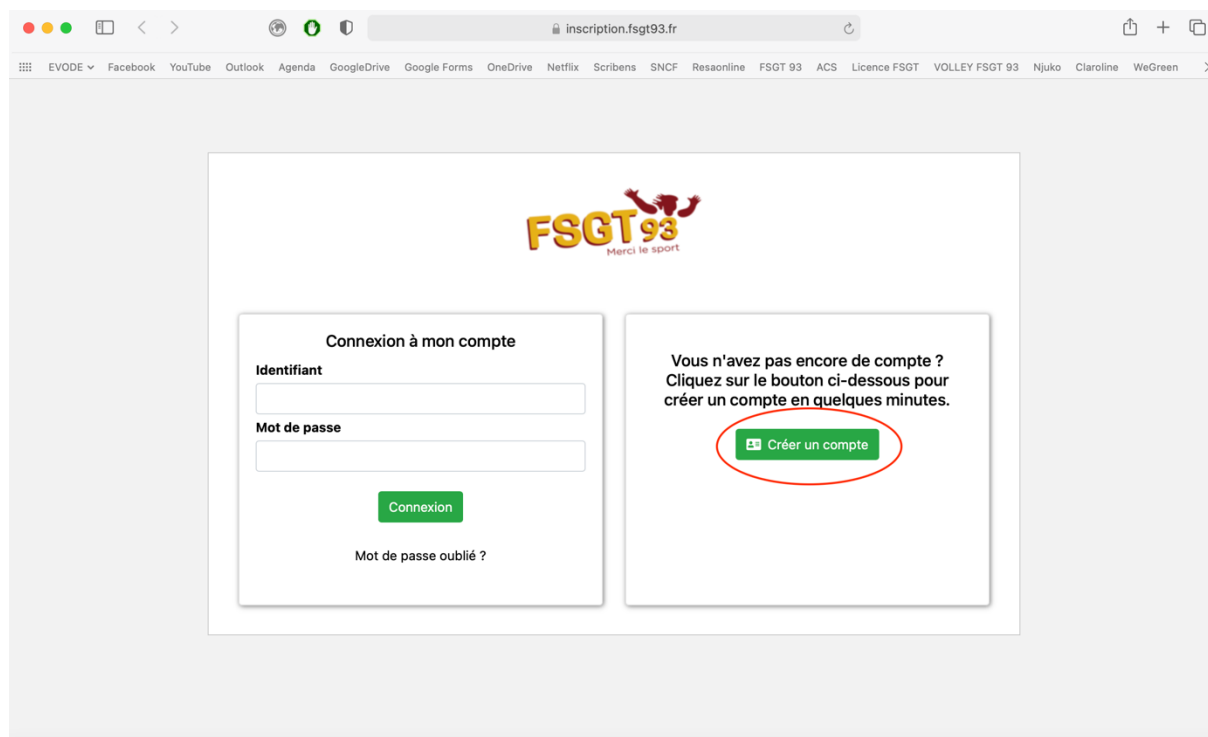 inscription.fsgt93.fr
EVODE Facebook YouTube Outlook Agenda GoogleDrive Google Forms OneDrive Netflix Scribens SNCF Resaonline FSGT 93 ACS Licence FSGT VOLLEY FSGT 93 Njuko Claroline WeGreen
FSGT 93
Merci le sport
Connexion à mon compte
Identifiant
Mot de passe
Connexion
Mot de passe oublié ?
Vous n'avez pas encore de compte ?
Cliquez sur le bouton ci-dessous pour
créer un compte en quelques minutes.
Créer un compte